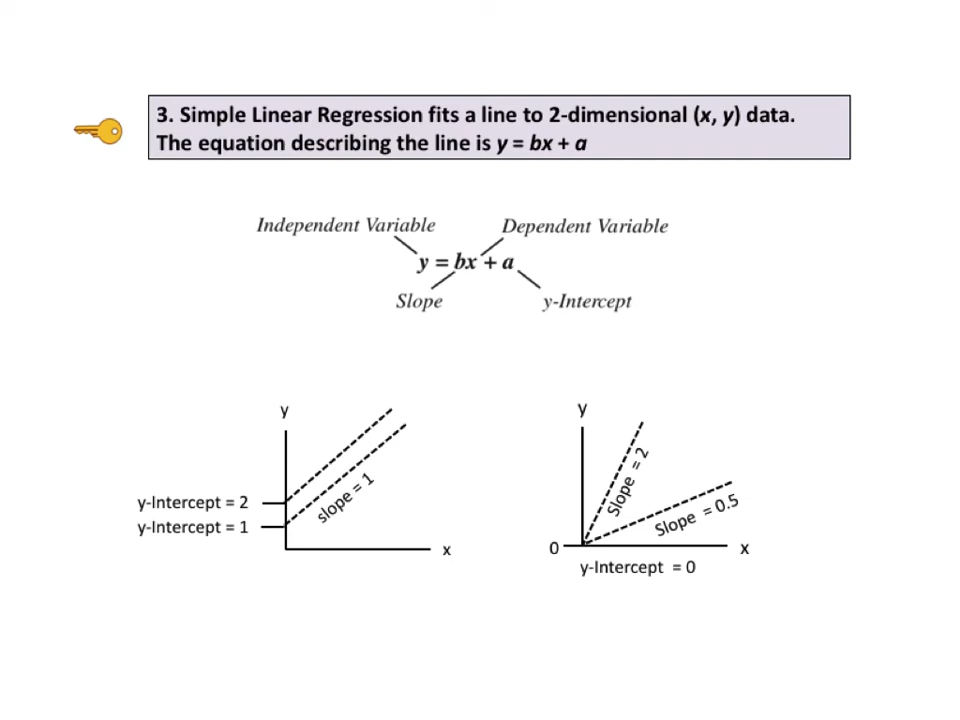 3. Simple Linear Regression fits a line to 2-dimensional (x, y) data.
The equation describing the line is y = bx + a
Independent Variable
Dependent Variable
y = bx + a
Slope
y-Intercept
y
y-Intercept = 2
y-Intercept = 1
slope = 1
x
y
Slope = 2
Slope = 0.5
0
x
y-Intercept = 0